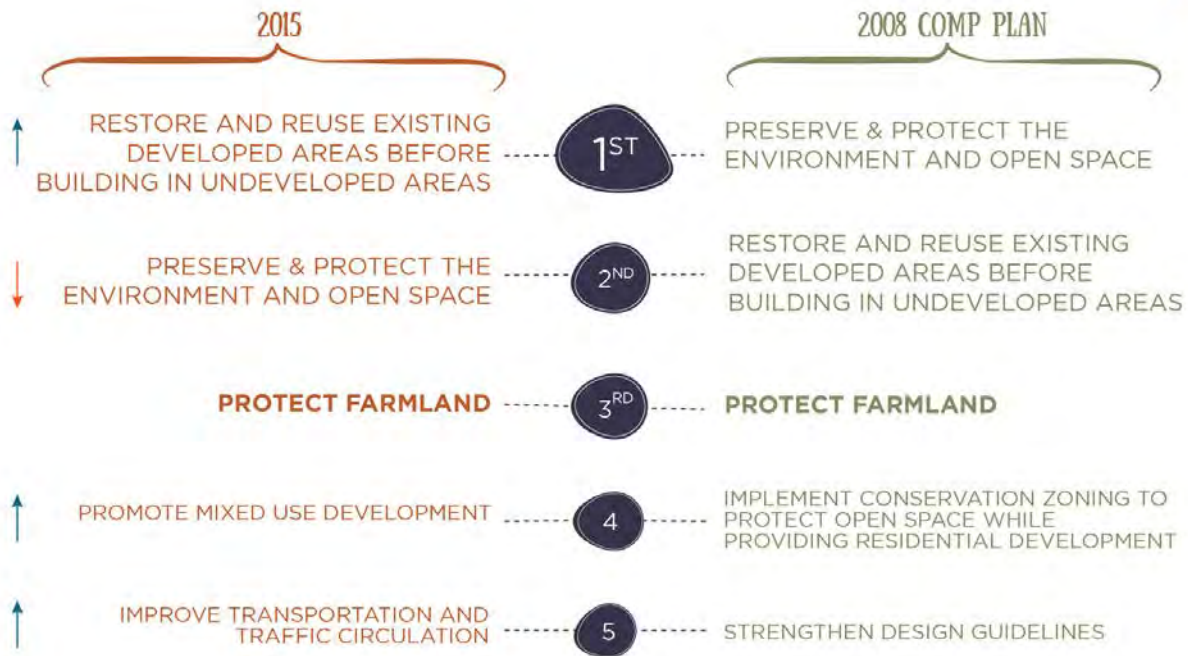 2015
2008 COMP PLAN
RESTORE AND REUSE EXISTING
DEVELOPED AREAS BEFORE
BUILDING IN UNDEVELOPED AREAS
1ST
PRESERVE & PROTECT THE
ENVIRONMENT AND OPEN SPACE
PRESERVE & PROTECT THE
ENVIRONMENT AND OPEN SPACE
2ND
RESTORE AND REUSE EXISTING
DEVELOPED AREAS BEFORE
BUILDING IN UNDEVELOPED AREAS
PROTECT FARMLAND
3RD
PROTECT FARMLAND
PROMOTE MIXED USE DEVELOPMENT
4
IMPLEMENT CONSERVATION ZONING TO
PROTECT OPEN SPACE WHILE
PROVIDING RESIDENTIAL DEVELOPMENT
IMPROVE TRANSPORTATION AND
TRAFFIC CIRCULATION
5
STRENGTHEN DESIGN GUIDELINES